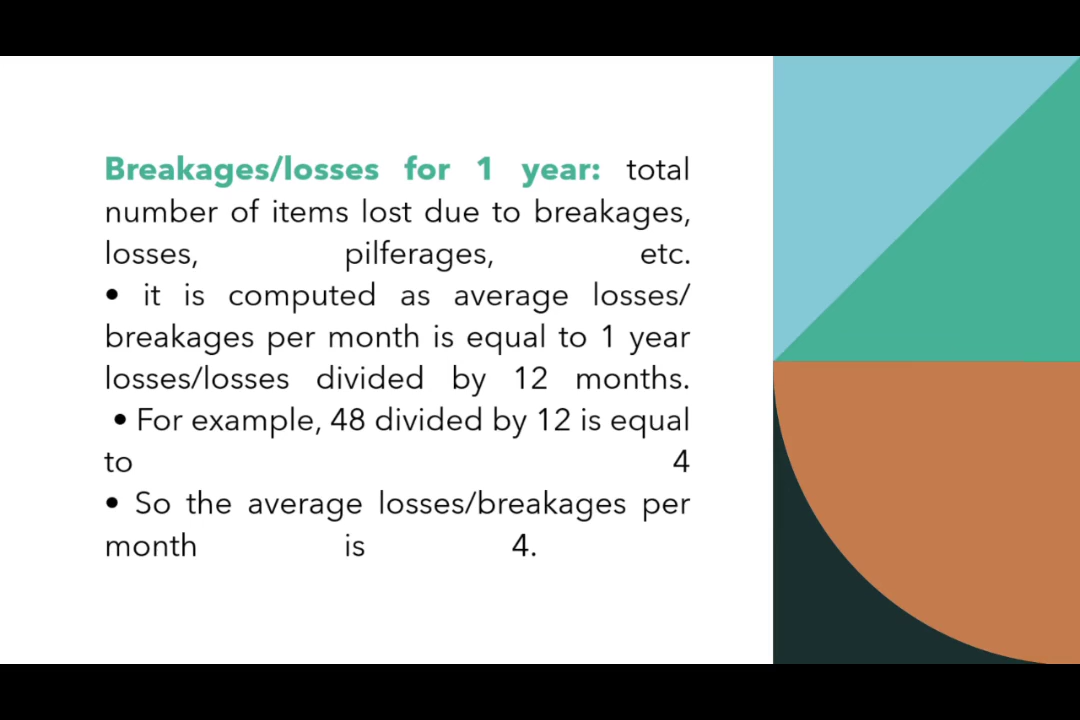 Breakages/losses for 1 year: total
number of items lost due to breakages,
losses, pilferages, etc.
• it is computed as average losses/
breakages per month is equal to 1 year
losses/losses divided by 12 months.
• For example, 48 divided by 12 is equal
to 4
• So the average losses/breakages per
month is 4.